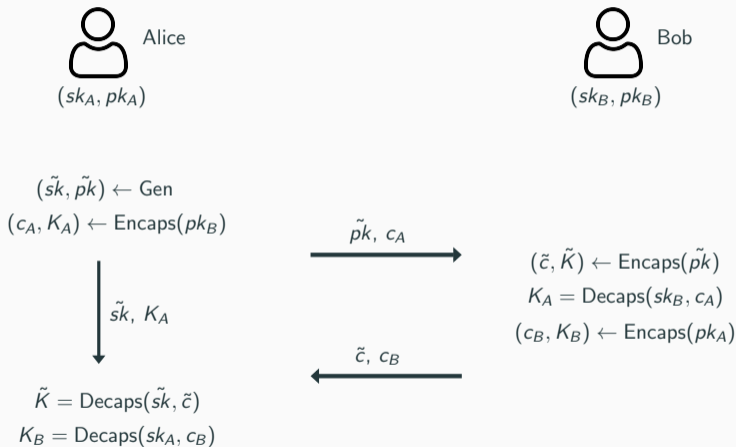 Alice
Bob
(sk_A, pk_A)
(sk_B, pk_B)
(s̃k, p̃k) ← Gen
(c_A, K_A) ← Encaps(pk_B)
p̃k, c_A
(c̃, K̃) ← Encaps(p̃k)
K_A = Decaps(sk_B, c_A)
(c_B, K_B) ← Encaps(pk_A)
s̃k, K_A
c̃, c_B
K̃ = Decaps(s̃k, c̃)
K_B = Decaps(sk_A, c_B)